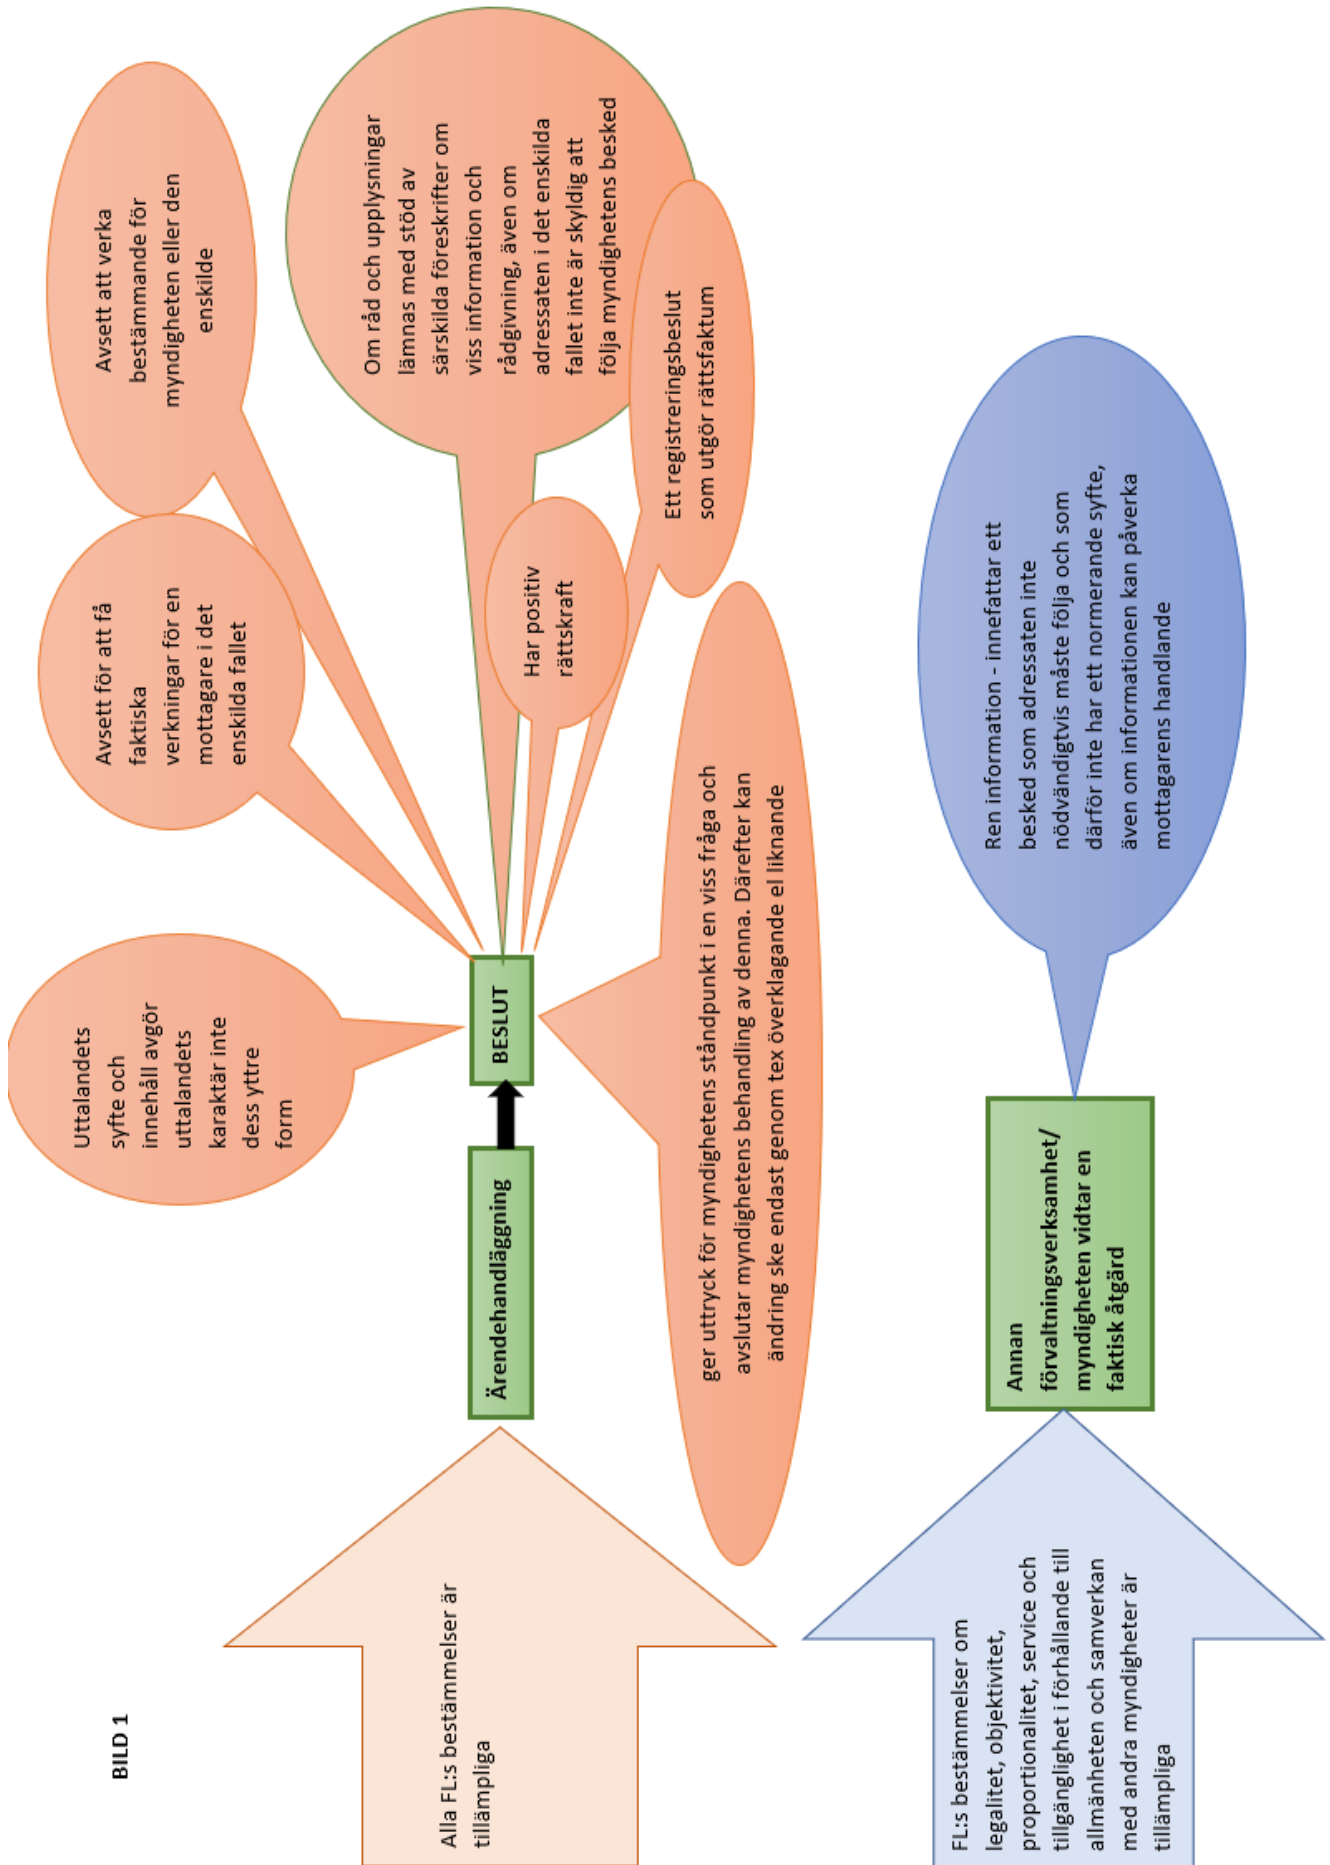 BILD 1
Alla FL:s bestämmelser är
tillämpliga
Ärendehandläggning
BESLUT
Uttalandets
syfte och
innehåll avgör
uttalandets
karaktär inte
dess yttre
form
Avsett för att få
faktiska
verkningar för en
mottagare i det
enskilda fallet
Avsett att verka
bestämmande för
myndigheten eller den
enskilde
Om råd och upplysningar
lämnas med stöd av
särskilda föreskrifter om
viss information och
rådgivning, även om
adressaten i det enskilda
fallet inte är skyldig att
följa myndighetens besked
Har positiv
rättskraft
Ett registreringsbeslut
som utgör rättsfaktum
ger uttryck för myndighetens ståndpunkt i en viss fråga och
avslutar myndighetens behandling av denna. Därefter kan
ändring ske endast genom tex överklagande el liknande
FL:s bestämmelser om
legalitet, objektivitet,
proportionalitet, service och
tillgänglighet i förhållande till
allmänheten och samverkan
med andra myndigheter är
tillämpliga
Annan
förvaltningsverksamhet/
myndigheten vidtar en
faktisk åtgärd
Ren information - innefattar ett
besked som adressaten inte
nödvändigtvis måste följa och som
därför inte har ett normerande syfte,
även om informationen kan påverka
mottagarens handlande